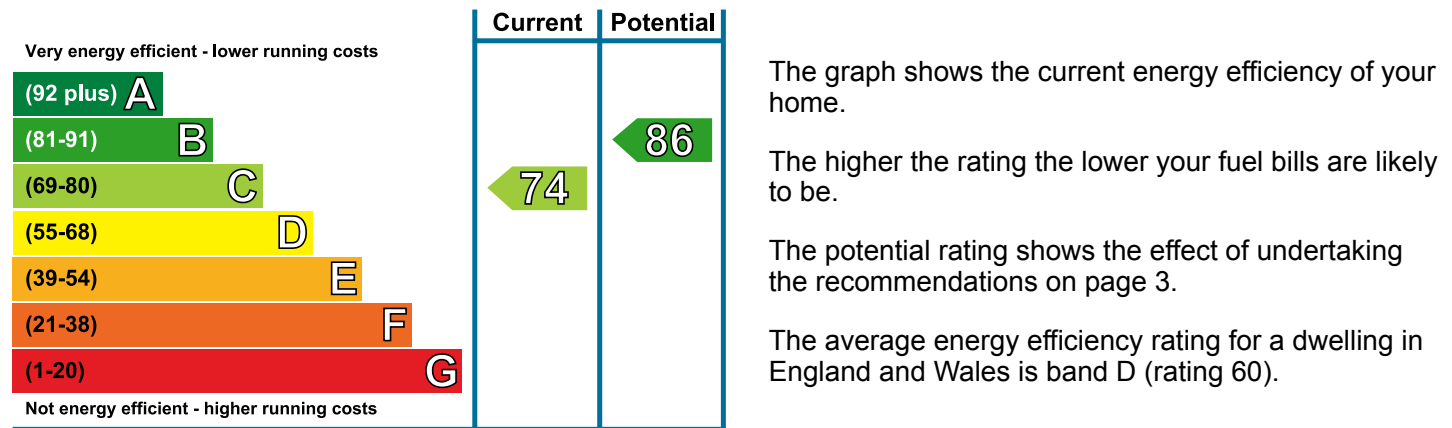 Current Potential
Very energy efficient - lower running costs
(92 plus) A
(81-91) B
86
(69-80) C
74
(55-68) D
(39-54) E
(21-38) F
(1-20) G
Not energy efficient - higher running costs
The graph shows the current energy efficiency of your
home.
The higher the rating the lower your fuel bills are likely
to be.
The potential rating shows the effect of undertaking
the recommendations on page 3.
The average energy efficiency rating for a dwelling in
England and Wales is band D (rating 60).